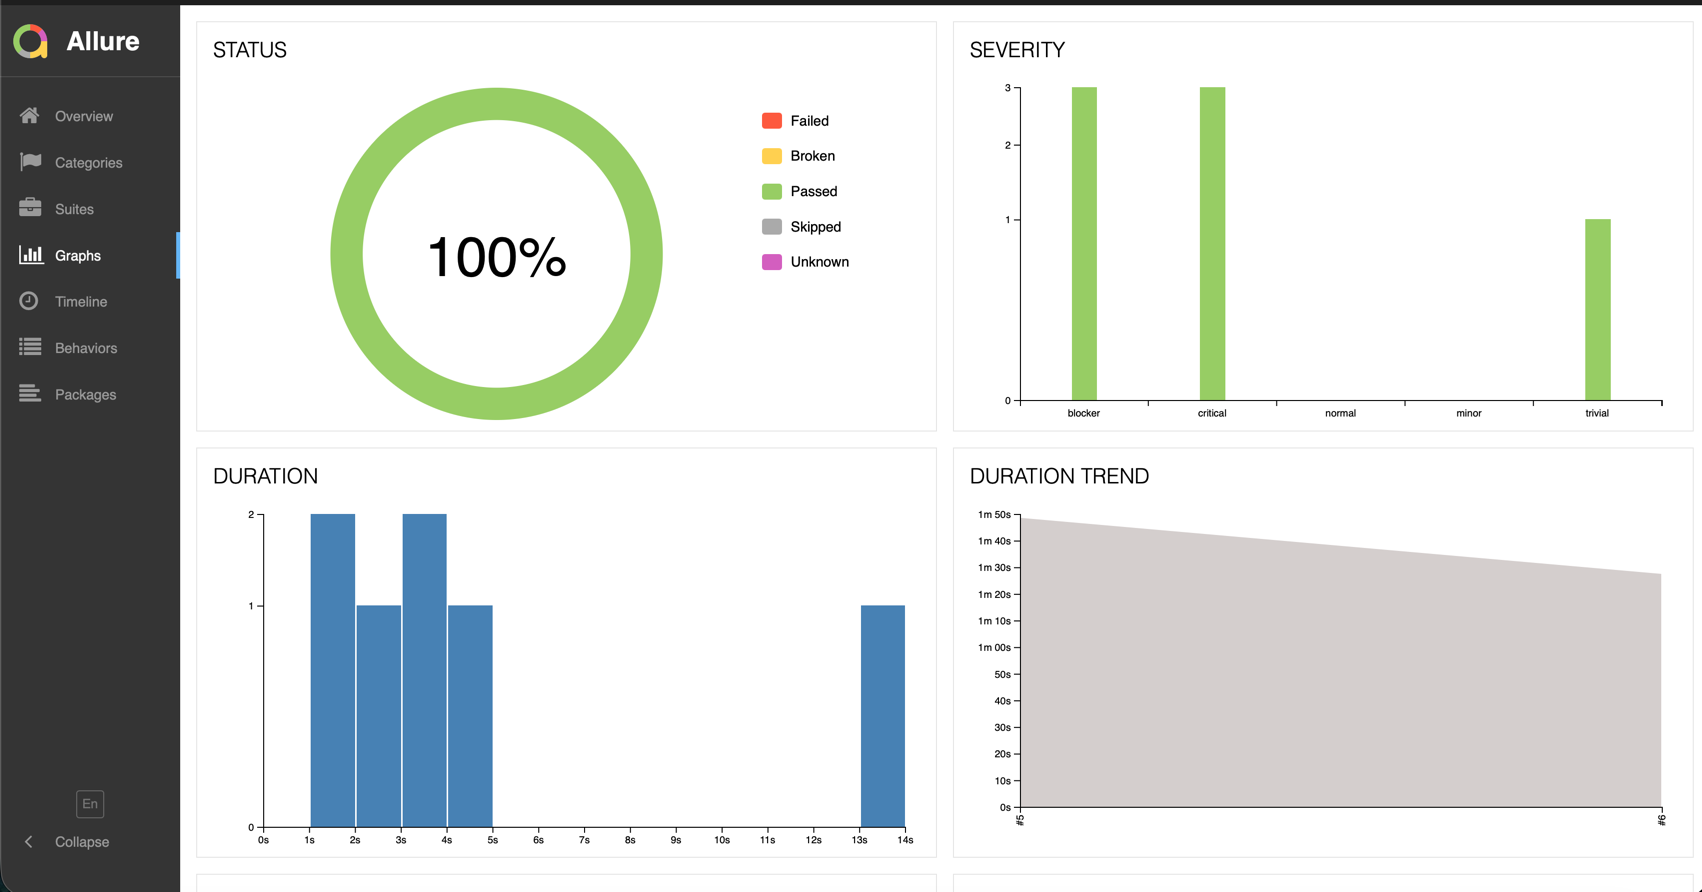 Allure
Overview
Categories
Suites
Graphs
Timeline
Behaviors
Packages
En
Collapse
STATUS
100%
Failed
Broken
Passed
Skipped
Unknown
SEVERITY
3
2
1
0
blocker critical normal minor trivial
DURATION
2
1
0
0s 1s 2s 3s 4s 5s 6s 7s 8s 9s 10s 11s 12s 13s 14s
DURATION TREND
1m 50s
1m 40s
1m 30s
1m 20s
1m 10s
1m 00s
50s
40s
30s
20s
10s
0s
#5 #6